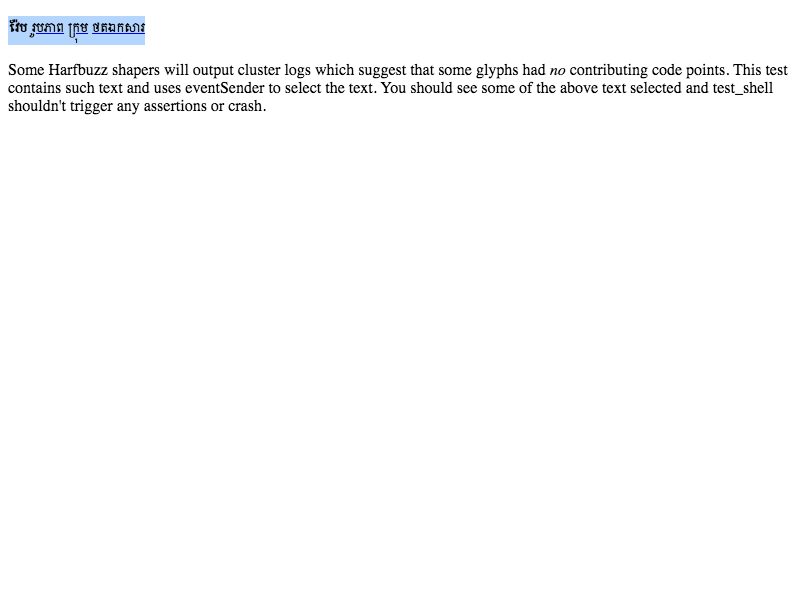 វ៉ែប រូបភាព ក្រុម ថតឯកសារ
Some Harfbuzz shapers will output cluster logs which suggest that some glyphs had no contributing code points. This test
contains such text and uses eventSender to select the text. You should see some of the above text selected and test_shell
shouldn't trigger any assertions or crash.